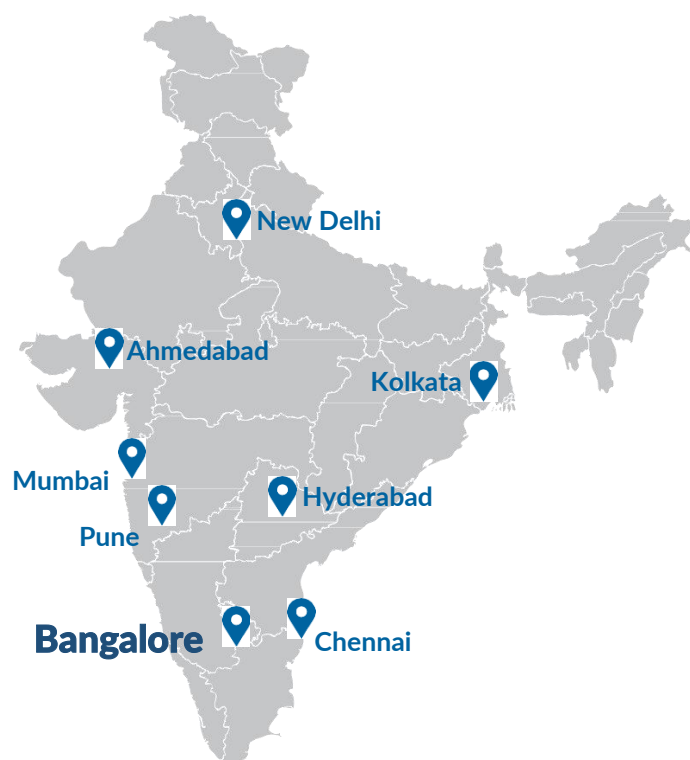 New Delhi
Ahmedabad
Kolkata
Mumbai
Hyderabad
Pune
Bangalore
Chennai